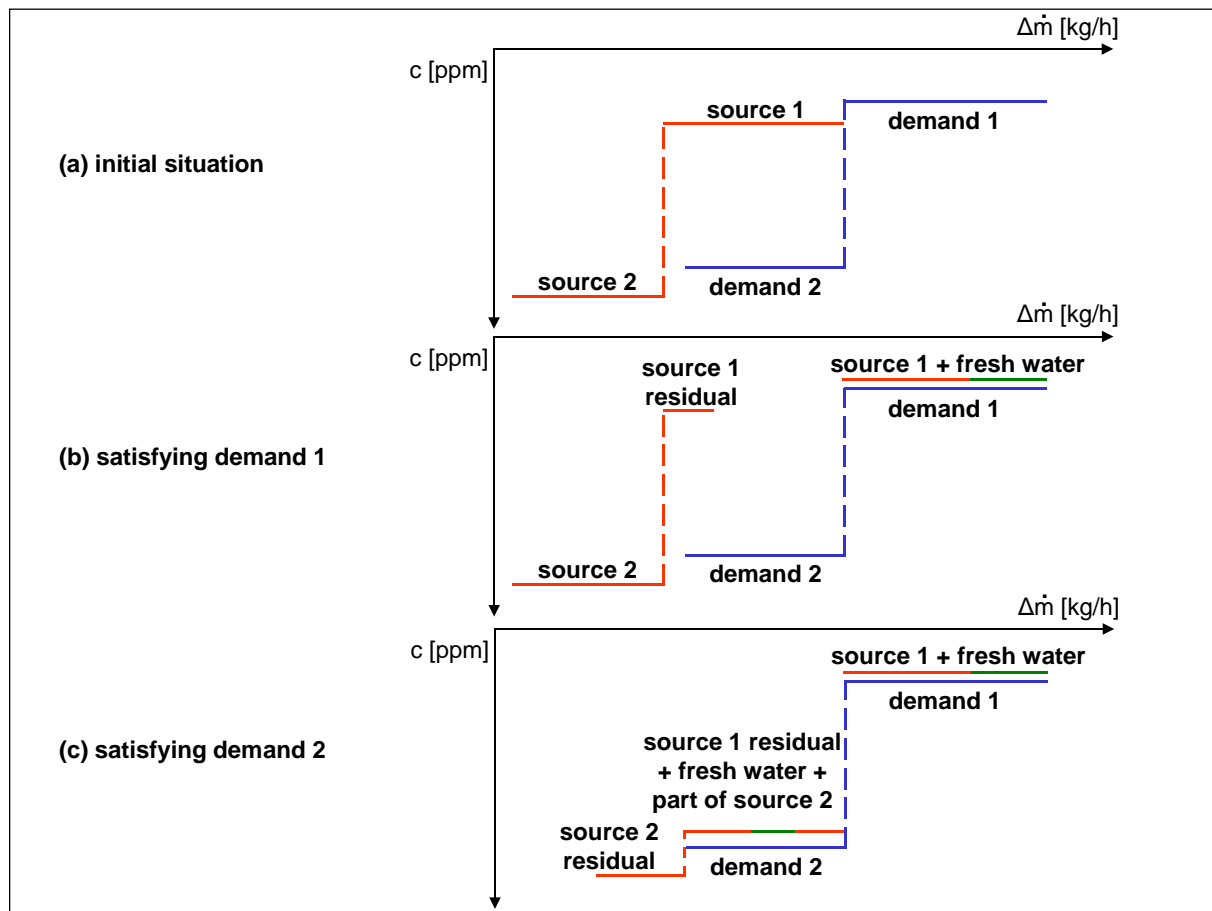 Δṁ [kg/h]
c [ppm]
source 1
demand 1
(a) initial situation
source 2
demand 2
Δṁ [kg/h]
c [ppm]
source 1
residual
source 1 + fresh water
demand 1
(b) satisfying demand 1
source 2
demand 2
Δṁ [kg/h]
c [ppm]
source 1 + fresh water
demand 1
(c) satisfying demand 2
source 1 residual
+ fresh water +
part of source 2
source 2
residual
demand 2